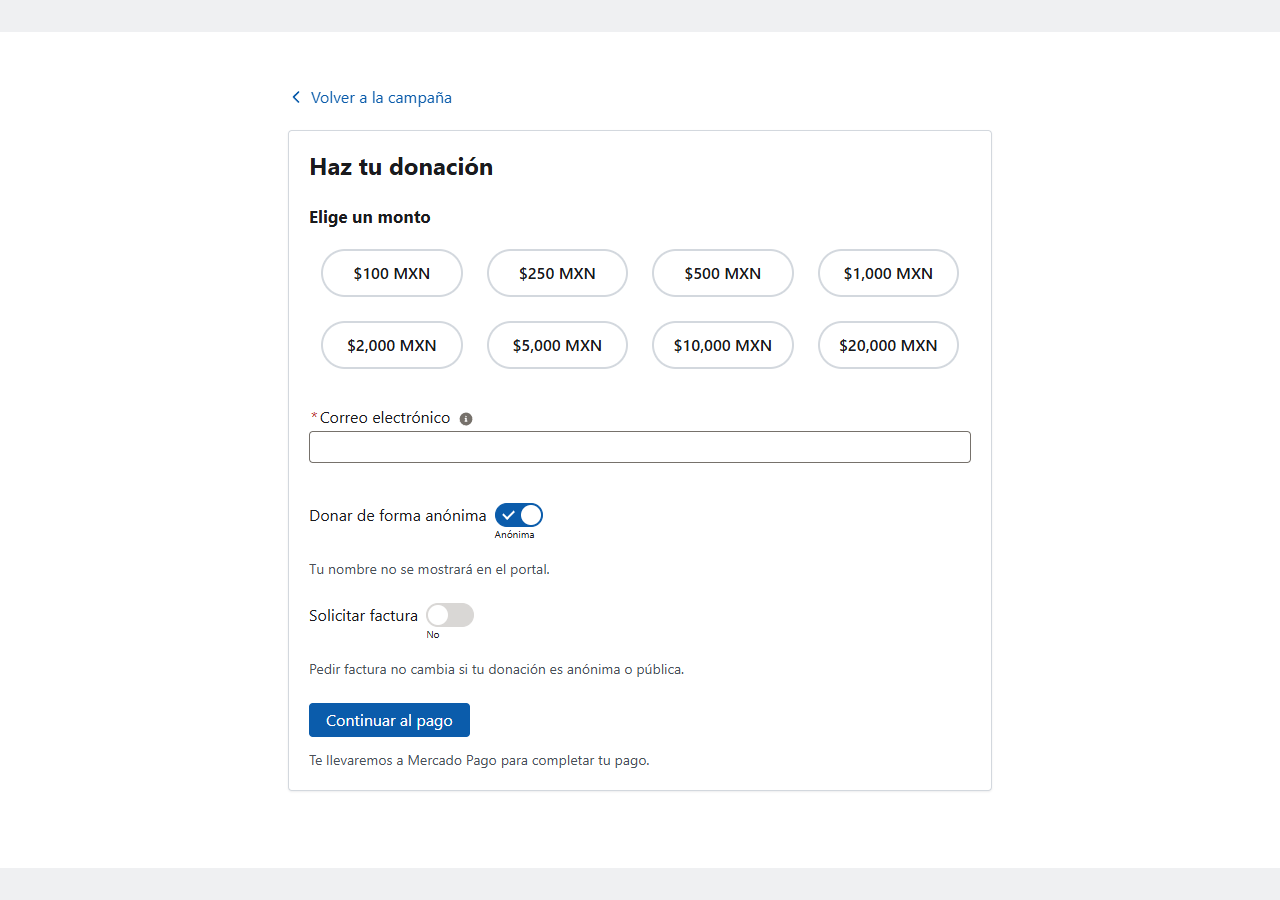 Volver a la campaña
Haz tu donación
Elige un monto
$100 MXN $250 MXN $500 MXN $1,000 MXN
$2,000 MXN $5,000 MXN $10,000 MXN $20,000 MXN
*Correo electrónico
Donar de forma anónima
Anónima
Tu nombre no se mostrará en el portal.
Solicitar factura
No
Pedir factura no cambia si tu donación es anónima o pública.
Continuar al pago
Te llevaremos a Mercado Pago para completar tu pago.